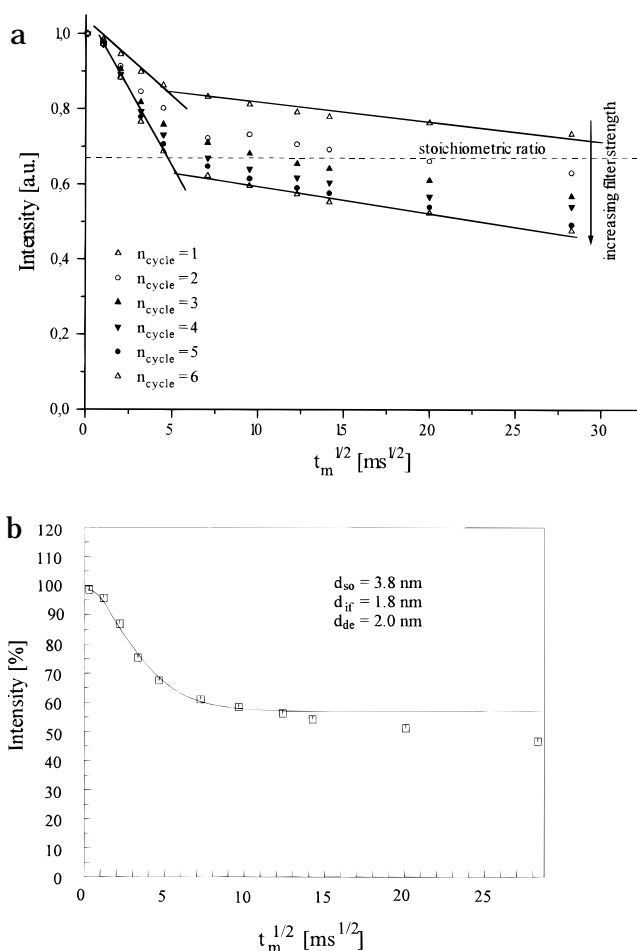 a
1,0
0,8
0,6
0,4
0,2
0,0
Intensity [a.u.]
stoichiometric ratio
increasing filter strength
n_cycle = 1
n_cycle = 2
n_cycle = 3
n_cycle = 4
n_cycle = 5
n_cycle = 6
0 5 10 15 20 25 30
t_m^1/2 [ms^1/2]
b
120
110
100
90
80
70
60
50
40
30
20
10
0
Intensity [%]
d_so = 3.8 nm
d_if = 1.8 nm
d_de = 2.0 nm
0 5 10 15 20 25
t_m^1/2 [ms^1/2]